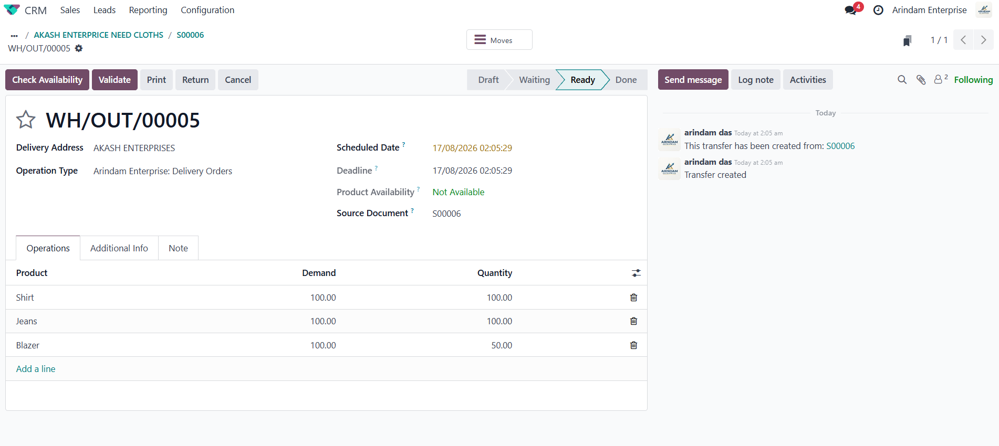 CRM Sales Leads Reporting Configuration 4 Arindam Enterprise
... / AKASH ENTERPRICE NEED CLOTHS / S00006
WH/OUT/00005
Moves
1 / 1
Check Availability Validate Print Return Cancel Draft Waiting Ready Done
Send message Log note Activities 2 Following
WH/OUT/00005
Delivery Address AKASH ENTERPRISES
Operation Type Arindam Enterprise: Delivery Orders
Scheduled Date ? 17/08/2026 02:05:29
Deadline ? 17/08/2026 02:05:29
Product Availability ? Not Available
Source Document ? S00006
Operations Additional Info Note
Product Demand Quantity
Shirt 100.00 100.00
Jeans 100.00 100.00
Blazer 100.00 50.00
Add a line
Today
arindam das Today at 2:05 am
This transfer has been created from: S00006
arindam das Today at 2:05 am
Transfer created
ARINDAM
ARINDAM